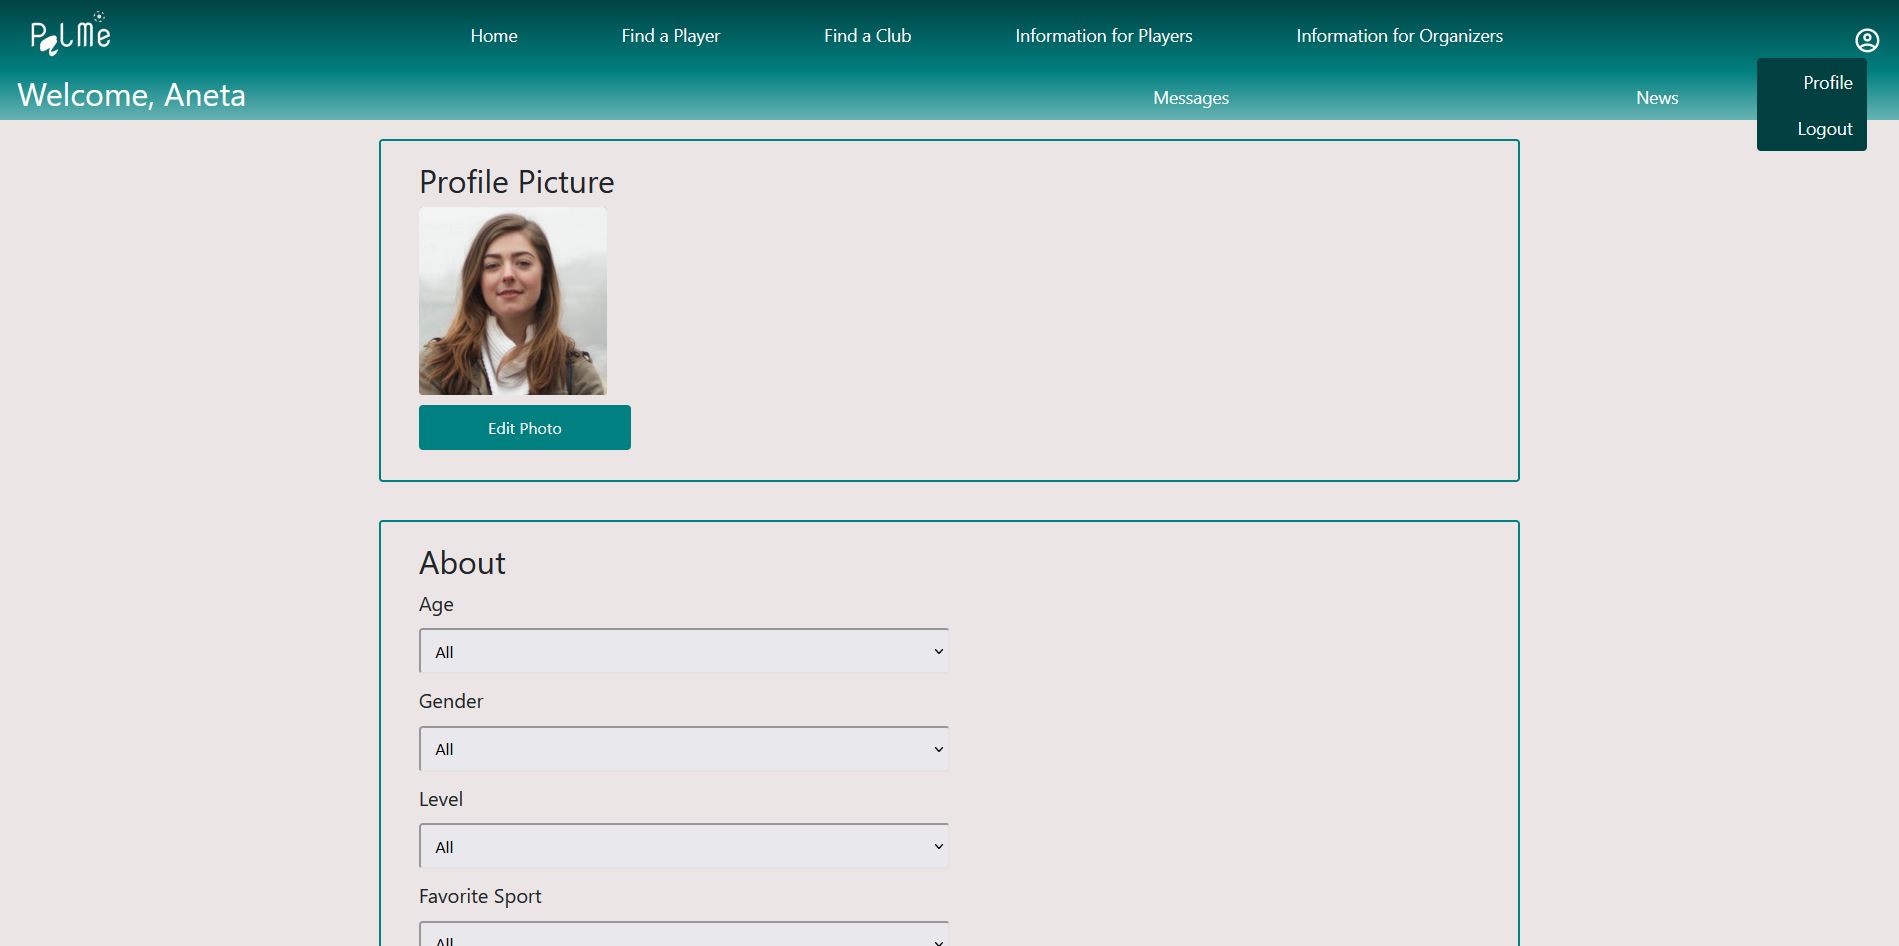 PalMe
Home
Find a Player
Find a Club
Information for Players
Information for Organizers
Profile
Logout
Welcome, Aneta
Messages
News
Profile Picture
Edit Photo
About
Age
All
Gender
All
Level
All
Favorite Sport
All